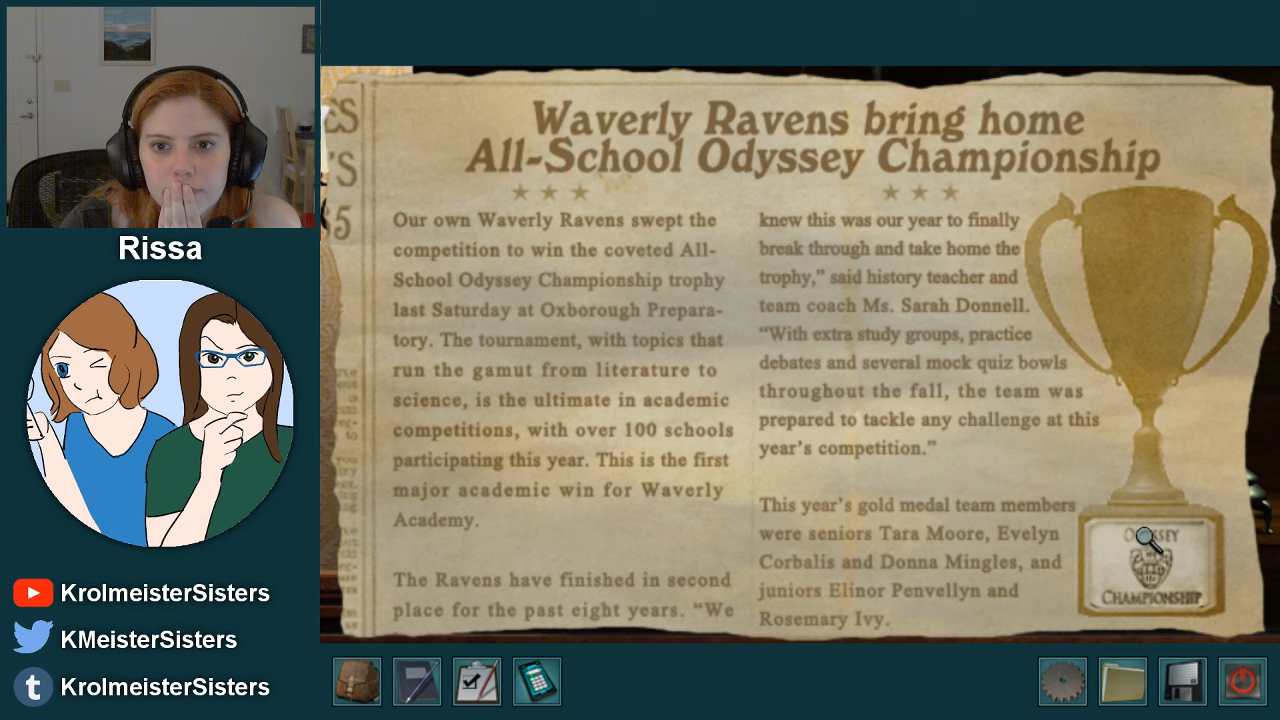 Rissa
KrolmeisterSisters
KMeisterSisters
KrolmeisterSisters
Waverly Ravens bring home
All-School Odyssey Championship
Our own Waverly Ravens swept the
competition to win the coveted All-
School Odyssey Championship trophy
last Saturday at Oxborough Prepara-
tory. The tournament, with topics that
run the gamut from literature to
science, is the ultimate in academic
competitions, with over 100 schools
participating this year. This is the first
major academic win for Waverly
Academy.
The Ravens have finished in second
place for the past eight years. “We
knew this was our year to finally
break through and take home the
trophy,” said history teacher and
team coach Ms. Sarah Donnell.
“With extra study groups, practice
debates and several mock quiz bowls
throughout the fall, the team was
prepared to tackle any challenge at this
year’s competition.”
This year’s gold medal team members
were seniors Tara Moore, Evelyn
Corbalis and Donna Mingles, and
juniors Elinor Penvellyn and
Rosemary Ivy.
CHAMPIONSHIP